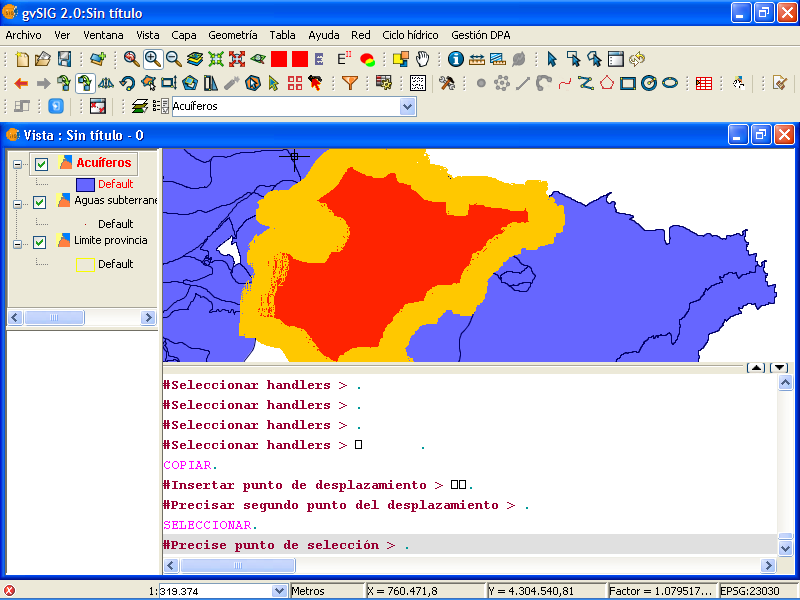 gvSIG 2.0:Sin título
Archivo Ver Ventana Vista Capa Geometría Tabla Ayuda Red Ciclo hídrico Gestión DPA
Acuíferos
Vista : Sin título - 0
Acuíferos
Default
Aguas subterrane
Default
Limite provincia
Default
#Seleccionar handlers > .
#Seleccionar handlers > .
#Seleccionar handlers > .
#Seleccionar handlers > □ .
COPIAR.
#Insertar punto de desplazamiento > □□.
#Precisar segundo punto del desplazamiento > .
SELECCIONAR.
#Precise punto de selección > .
1:319.374 Metros X = 760.471,8 Y = 4.304.540,81 Factor = 1.079517... EPSG:23030